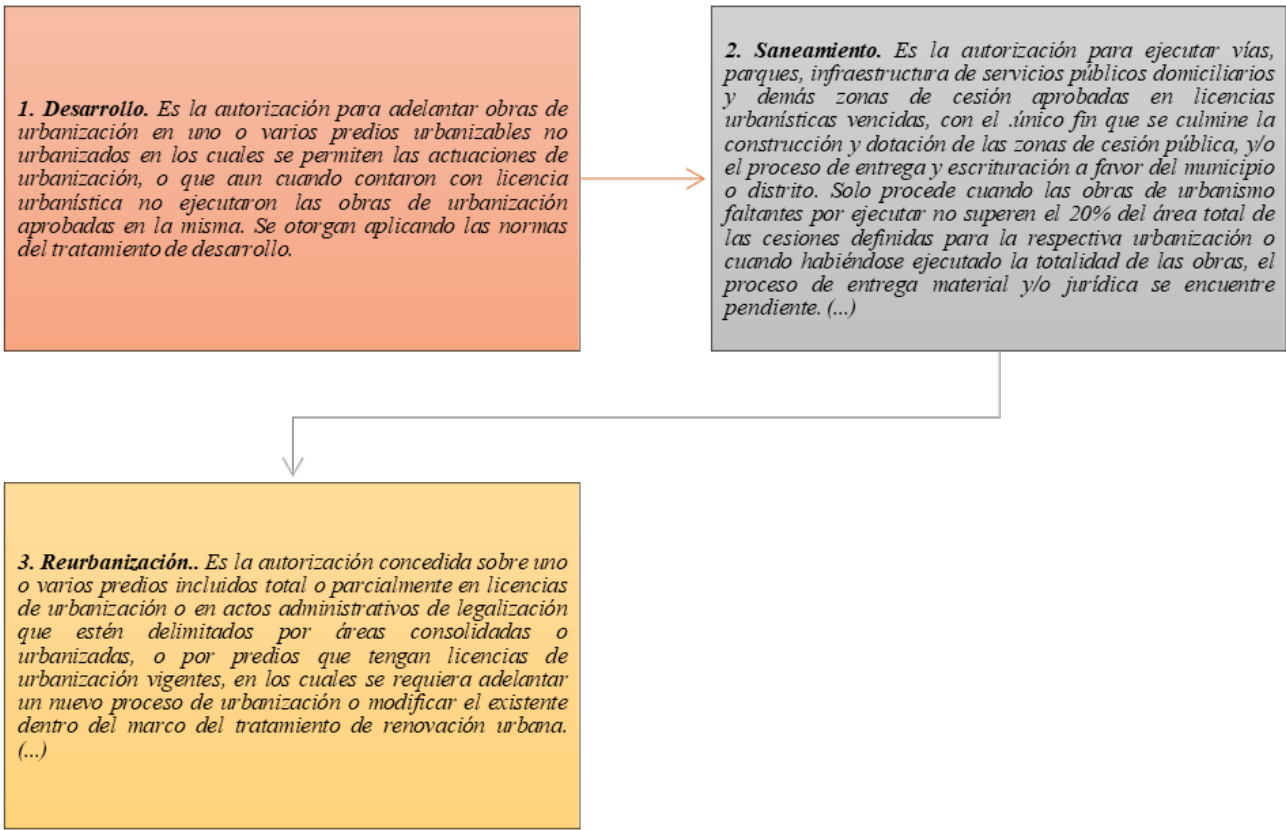 1. Desarrollo. Es la autorización para adelantar obras de
urbanización en uno o varios predios urbanizables no
urbanizados en los cuales se permiten las actuaciones de
urbanización, o que aun cuando contaron con licencia
urbanística no ejecutaron las obras de urbanización
aprobadas en la misma. Se otorgan aplicando las normas
del tratamiento de desarrollo.
2. Saneamiento. Es la autorización para ejecutar vías,
parques, infraestructura de servicios públicos domiciliarios
y demás zonas de cesión aprobadas en licencias
urbanísticas vencidas, con el .único fin que se culmine la
construcción y dotación de las zonas de cesión pública, y/o
el proceso de entrega y escrituración a favor del municipio
o distrito. Solo procede cuando las obras de urbanismo
faltantes por ejecutar no superen el 20% del área total de
las cesiones definidas para la respectiva urbanización o
cuando habiéndose ejecutado la totalidad de las obras, el
proceso de entrega material y/o jurídica se encuentre
pendiente. (...)
3. Reurbanización.. Es la autorización concedida sobre uno
o varios predios incluidos total o parcialmente en licencias
de urbanización o en actos administrativos de legalización
que estén delimitados por áreas consolidadas o
urbanizadas, o por predios que tengan licencias de
urbanización vigentes, en los cuales se requiera adelantar
un nuevo proceso de urbanización o modificar el existente
dentro del marco del tratamiento de renovación urbana.
(...)